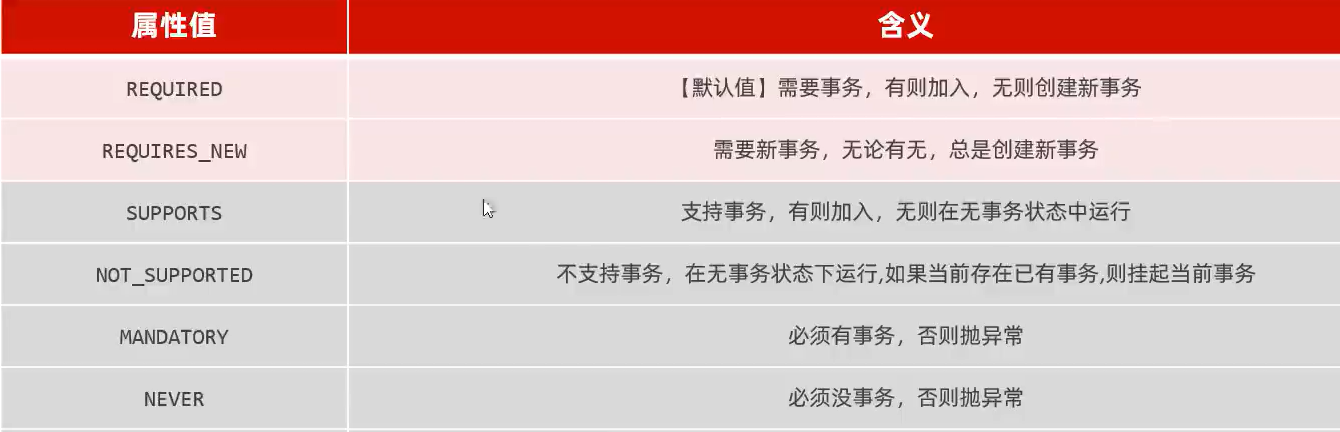 属性值 含义
REQUIRED 【默认值】需要事务，有则加入，无则创建新事务
REQUIRES_NEW 需要新事务，无论有无，总是创建新事务
SUPPORTS 支持事务，有则加入，无则在无事务状态中运行
NOT_SUPPORTED 不支持事务，在无事务状态下运行,如果当前存在已有事务,则挂起当前事务
MANDATORY 必须有事务，否则抛异常
NEVER 必须没事务，否则抛异常